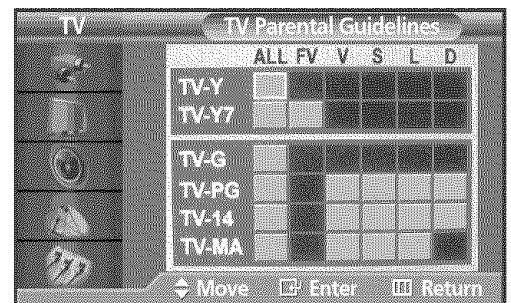 TV TV Parental Guidelines
ALL FV V S L D
TV-Y
TV-Y7
TV-G
TV-PG
TV-14
TV-MA
Move Enter Return